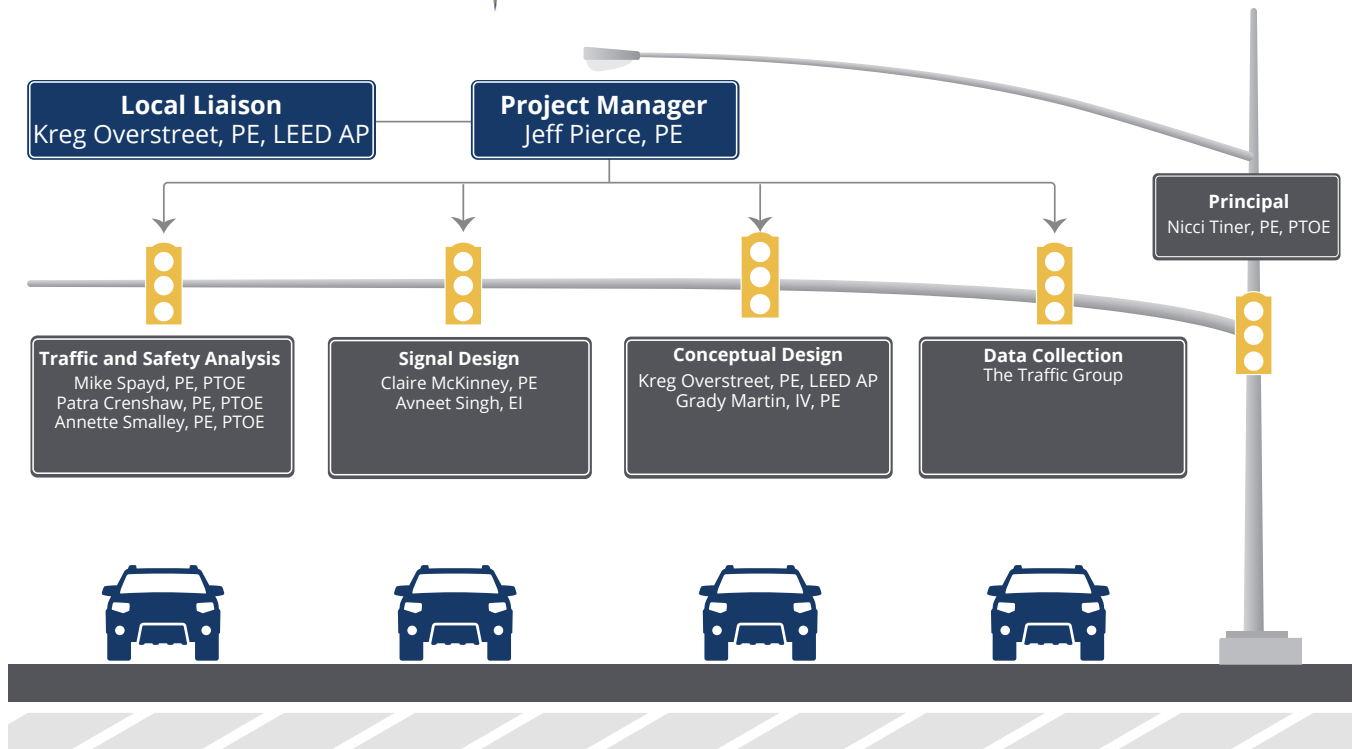 Local Liaison
Kreg Overstreet, PE, LEED AP
Project Manager
Jeff Pierce, PE
Principal
Nicci Tiner, PE, PTOE
Traffic and Safety Analysis
Mike Spayd, PE, PTOE
Patra Crenshaw, PE, PTOE
Annette Smalley, PE, PTOE
Signal Design
Claire McKinney, PE
Avneet Singh, EI
Conceptual Design
Kreg Overstreet, PE, LEED AP
Grady Martin, IV, PE
Data Collection
The Traffic Group